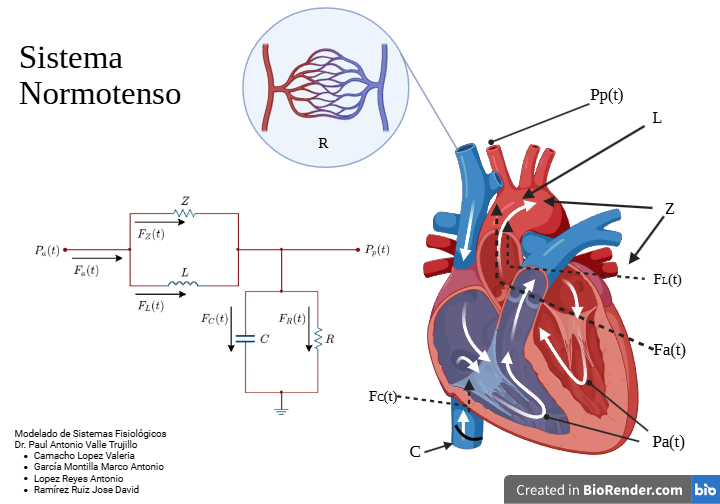 Sistema
Normotenso
R
Pp(t)
L
Z
FL(t)
Fa(t)
Pa(t)
Fc(t)
C
Z
F_Z(t)
P_a(t)
F_a(t)
P_p(t)
L
F_L(t)
F_C(t)
C
F_R(t)
R
Modelado de Sistemas Fisiológicos
Dr. Paul Antonio Valle Trujillo
• Camacho Lopez Valeria
• García Montilla Marco Antonio
• Lopez Reyes Antonio
• Ramírez Ruiz Jose David
Created in BioRender.com bio